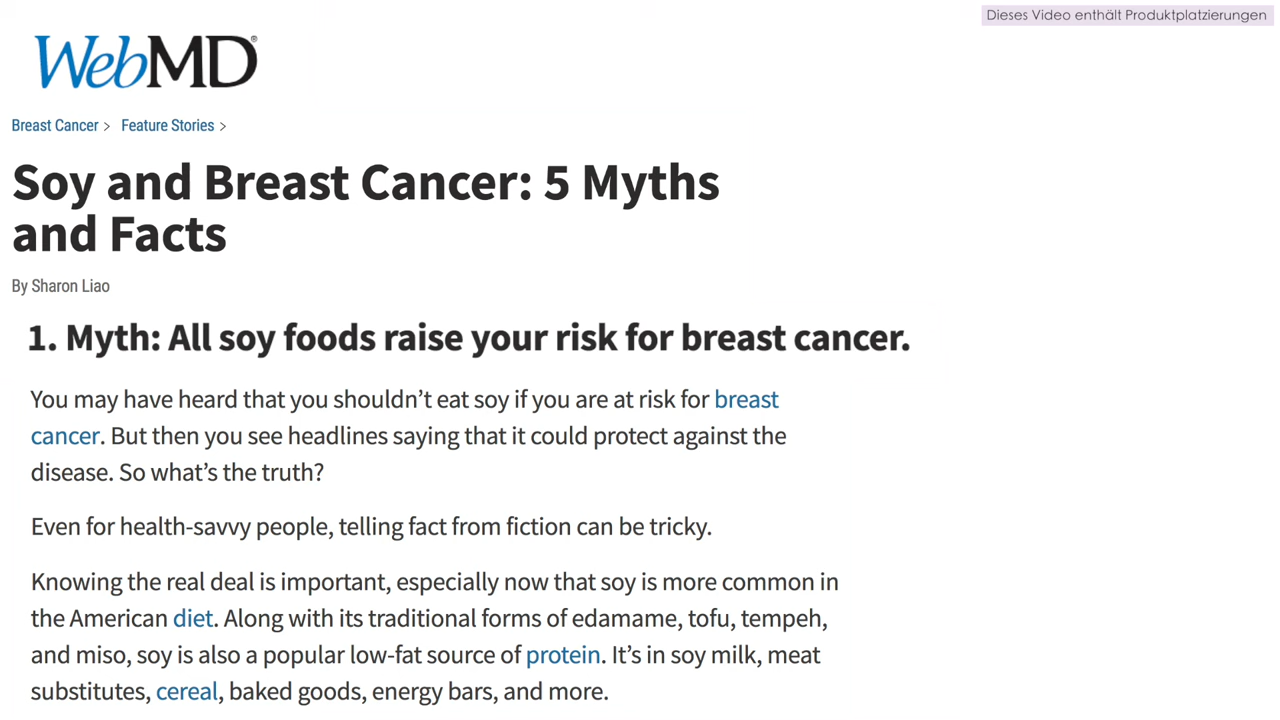 Dieses Video enthält Produktplatzierungen
WebMD®
Breast Cancer > Feature Stories >
Soy and Breast Cancer: 5 Myths
and Facts
By Sharon Liao
1. Myth: All soy foods raise your risk for breast cancer.
You may have heard that you shouldn’t eat soy if you are at risk for breast
cancer. But then you see headlines saying that it could protect against the
disease. So what’s the truth?
Even for health-savvy people, telling fact from fiction can be tricky.
Knowing the real deal is important, especially now that soy is more common in
the American diet. Along with its traditional forms of edamame, tofu, tempeh,
and miso, soy is also a popular low-fat source of protein. It’s in soy milk, meat
substitutes, cereal, baked goods, energy bars, and more.